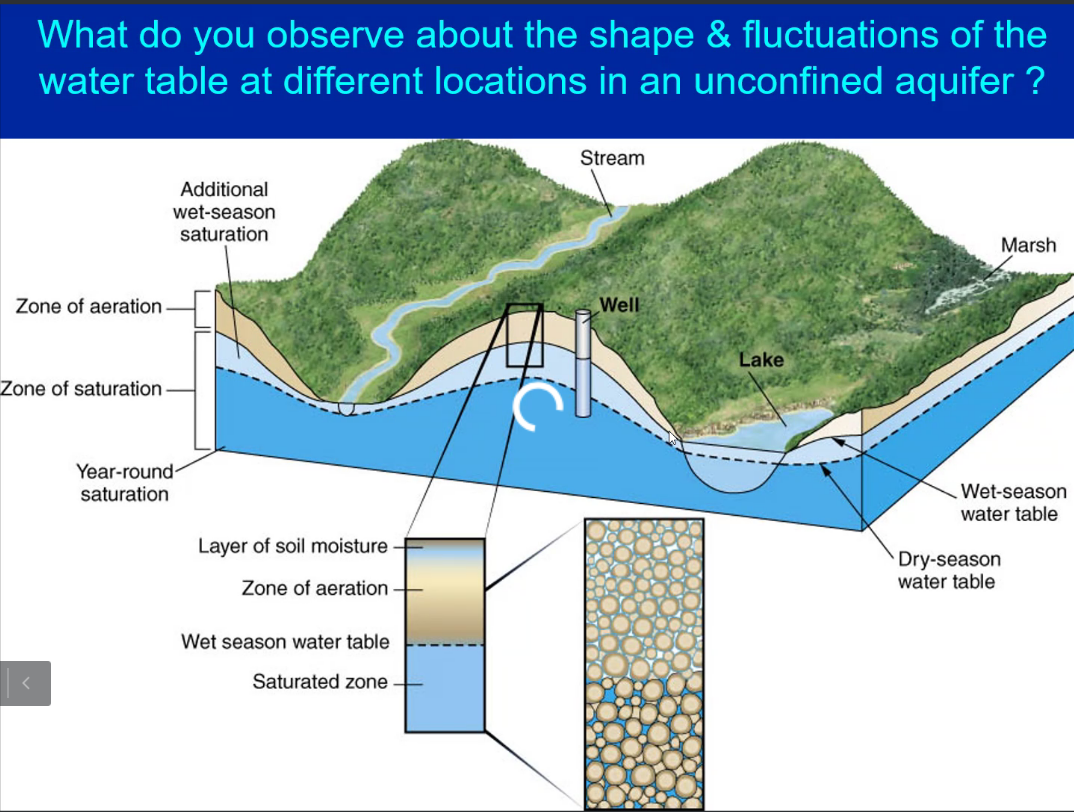 What do you observe about the shape & fluctuations of the
water table at different locations in an unconfined aquifer ?
Stream
Additional
wet-season
saturation
Marsh
Zone of aeration
Well
Lake
Zone of saturation
Year-round
saturation
Wet-season
water table
Dry-season
water table
Layer of soil moisture
Zone of aeration
Wet season water table
Saturated zone